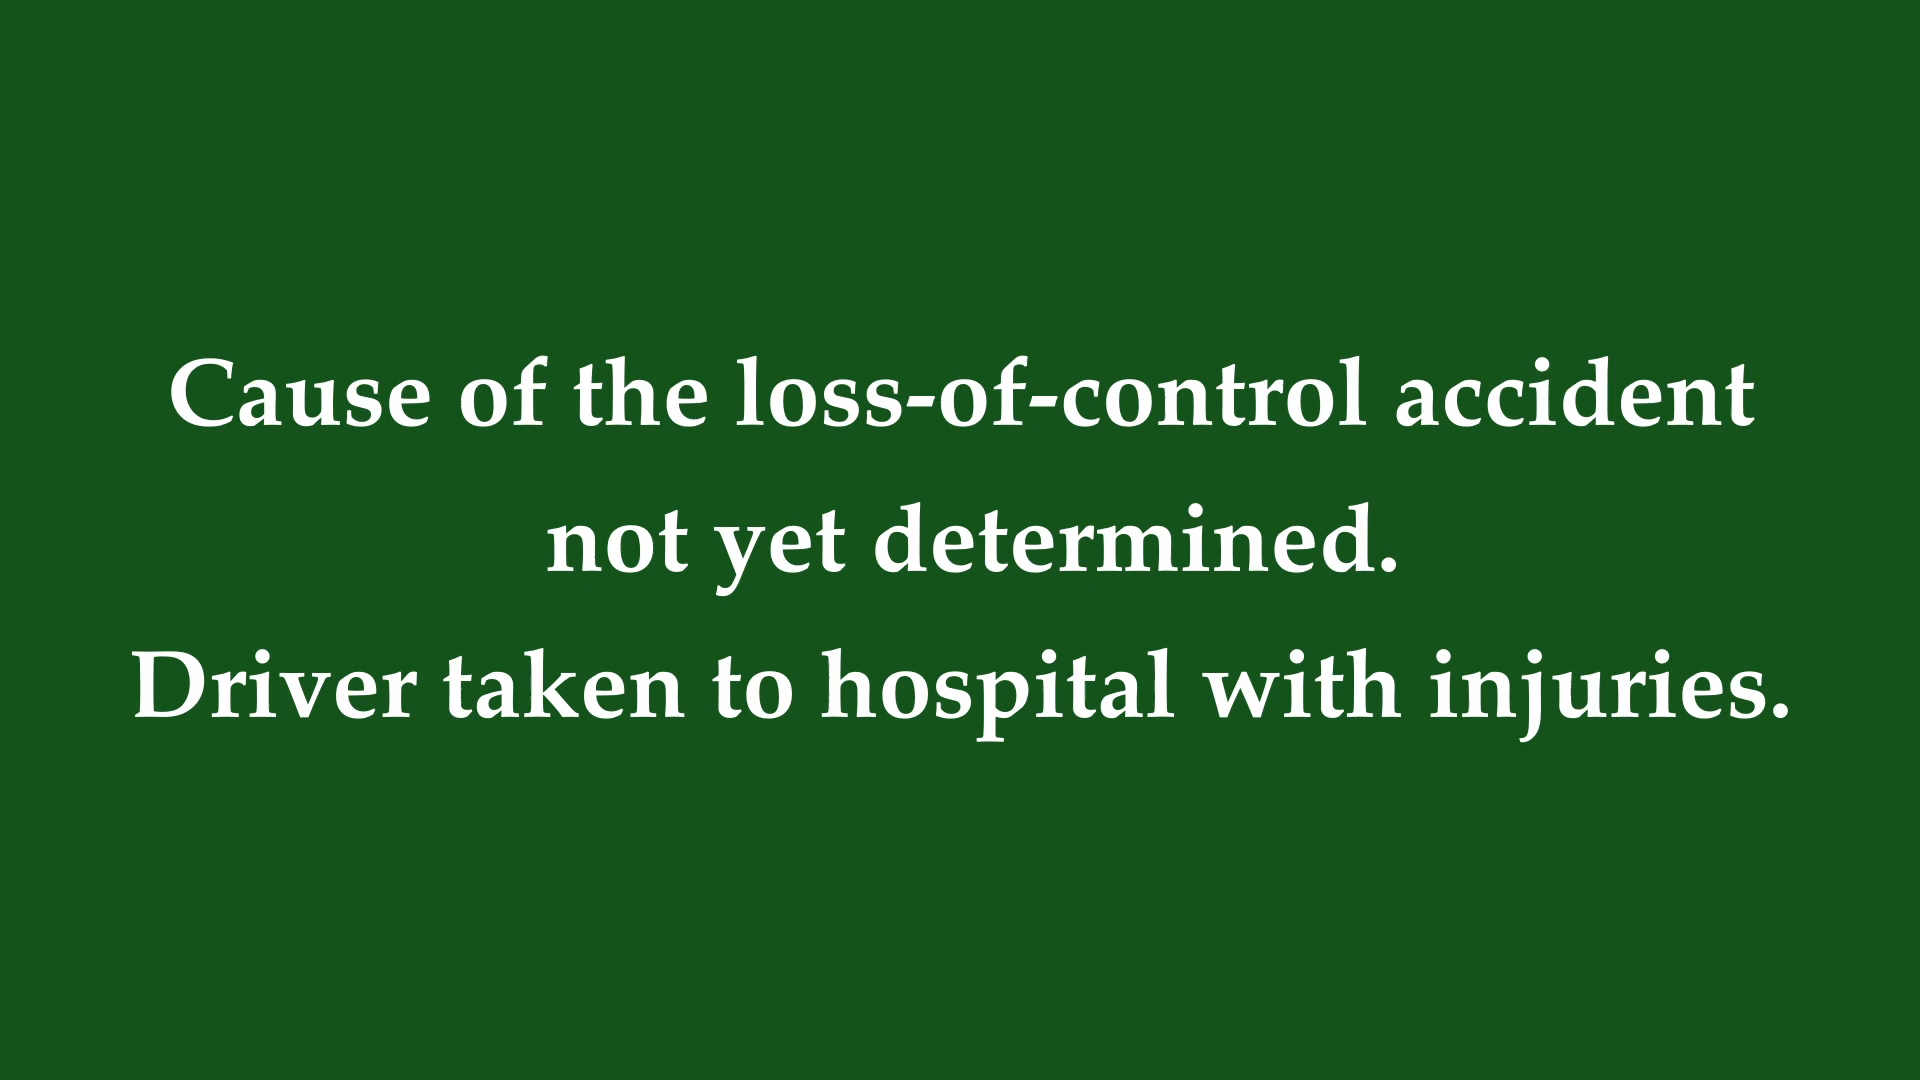 Cause of the loss-of-control accident
not yet determined.
Driver taken to hospital with injuries.